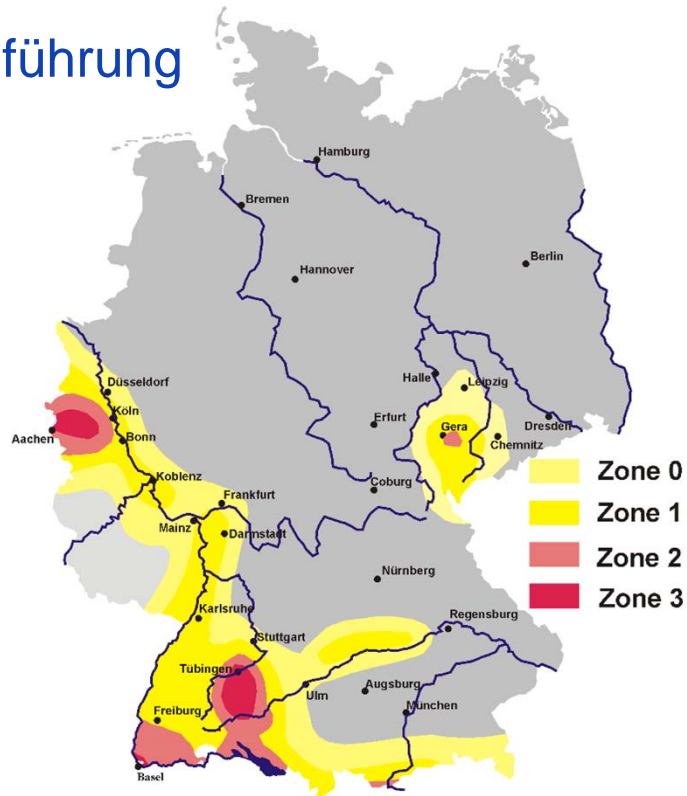 führung
Hamburg
Bremen
Berlin
Hannover
Düsseldorf
Halle
Leipzig
Köln
Erfurt
Gera
Dresden
Aachen
Bonn
Chemnitz
Koblenz
Zone 0
Coburg
Frankfurt
Zone 1
Mainz
Darmstadt
Zone 2
Nürnberg
Zone 3
Karlsruhe
Regensburg
Stuttgart
Tübingen
Augsburg
Ulm
Freiburg
München
Basel